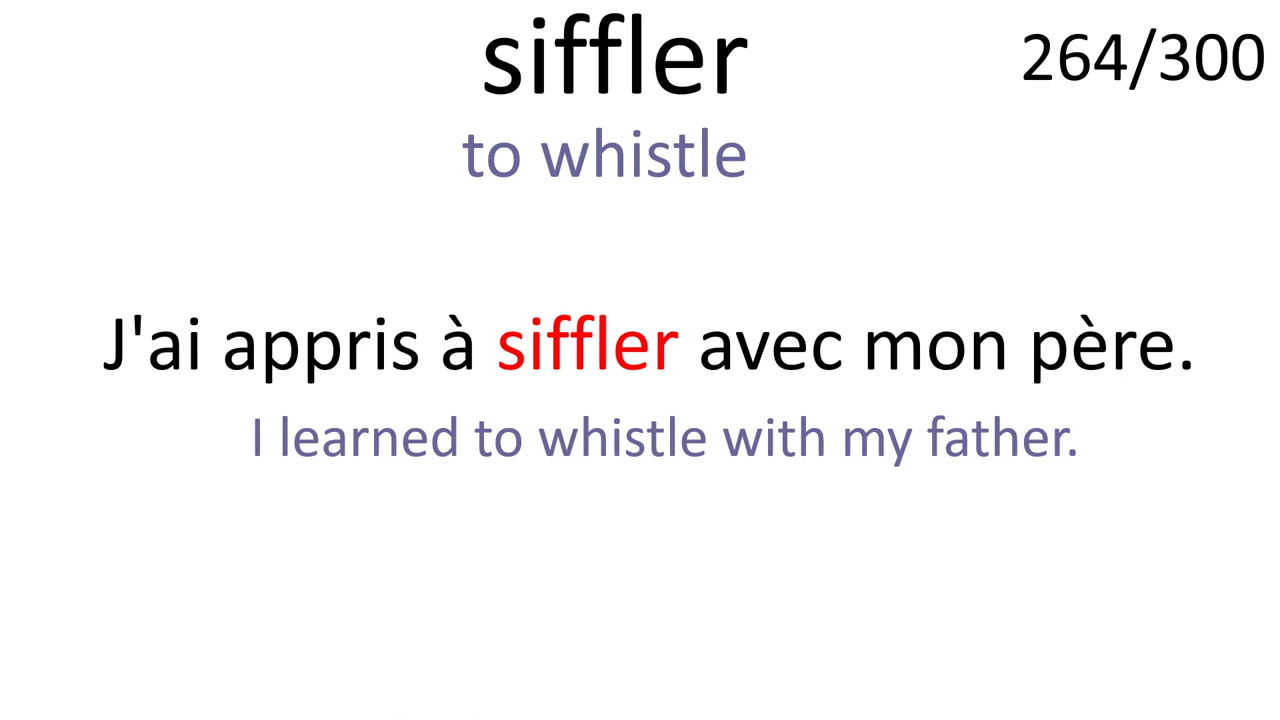 siffler
264/300
to whistle
J'ai appris à siffler avec mon père.
I learned to whistle with my father.